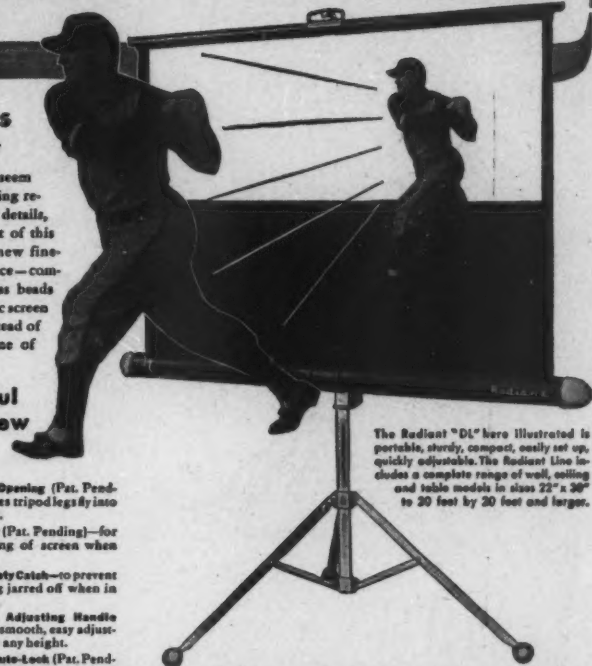 s
seem
ing re-
details,
t of this
new fine-
ce—com-
ss beads
c screen
ead of
ne of
ul
ew
Opening (Pat. Pend-
es tripod legs fly into
(Pat. Pending)—for
ng of screen when
ety Catch—to prevent
g jarred off when in
Adjusting Handle
smooth, easy adjust-
any height.
uto-Lock (Pat. Pend-
Radiant
The Radiant "DL" here illustrated is
portable, sturdy, compact, easily set up,
quickly adjustable. The Radiant Line in-
cludes a complete range of wall, ceiling
and table models in sizes 22" x 30"
to 20 feet by 20 feet and larger.